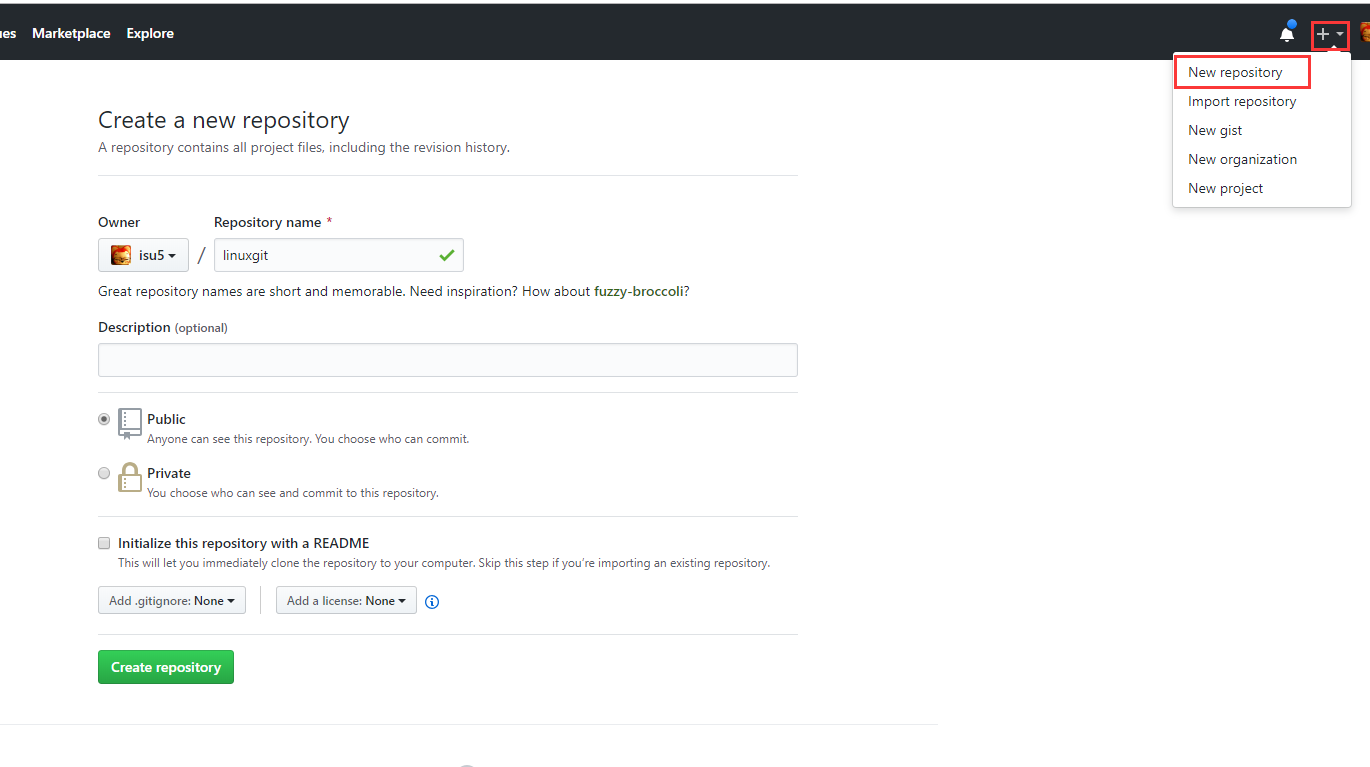 Marketplace Explore
New repository
Import repository
New gist
New organization
New project
Create a new repository
A repository contains all project files, including the revision history.
Owner Repository name *
isu5 / linuxgit
Great repository names are short and memorable. Need inspiration? How about fuzzy-broccoli?
Description (optional)
Public
Anyone can see this repository. You choose who can commit.
Private
You choose who can see and commit to this repository.
Initialize this repository with a README
This will let you immediately clone the repository to your computer. Skip this step if you're importing an existing repository.
Add .gitignore: None Add a license: None
Create repository